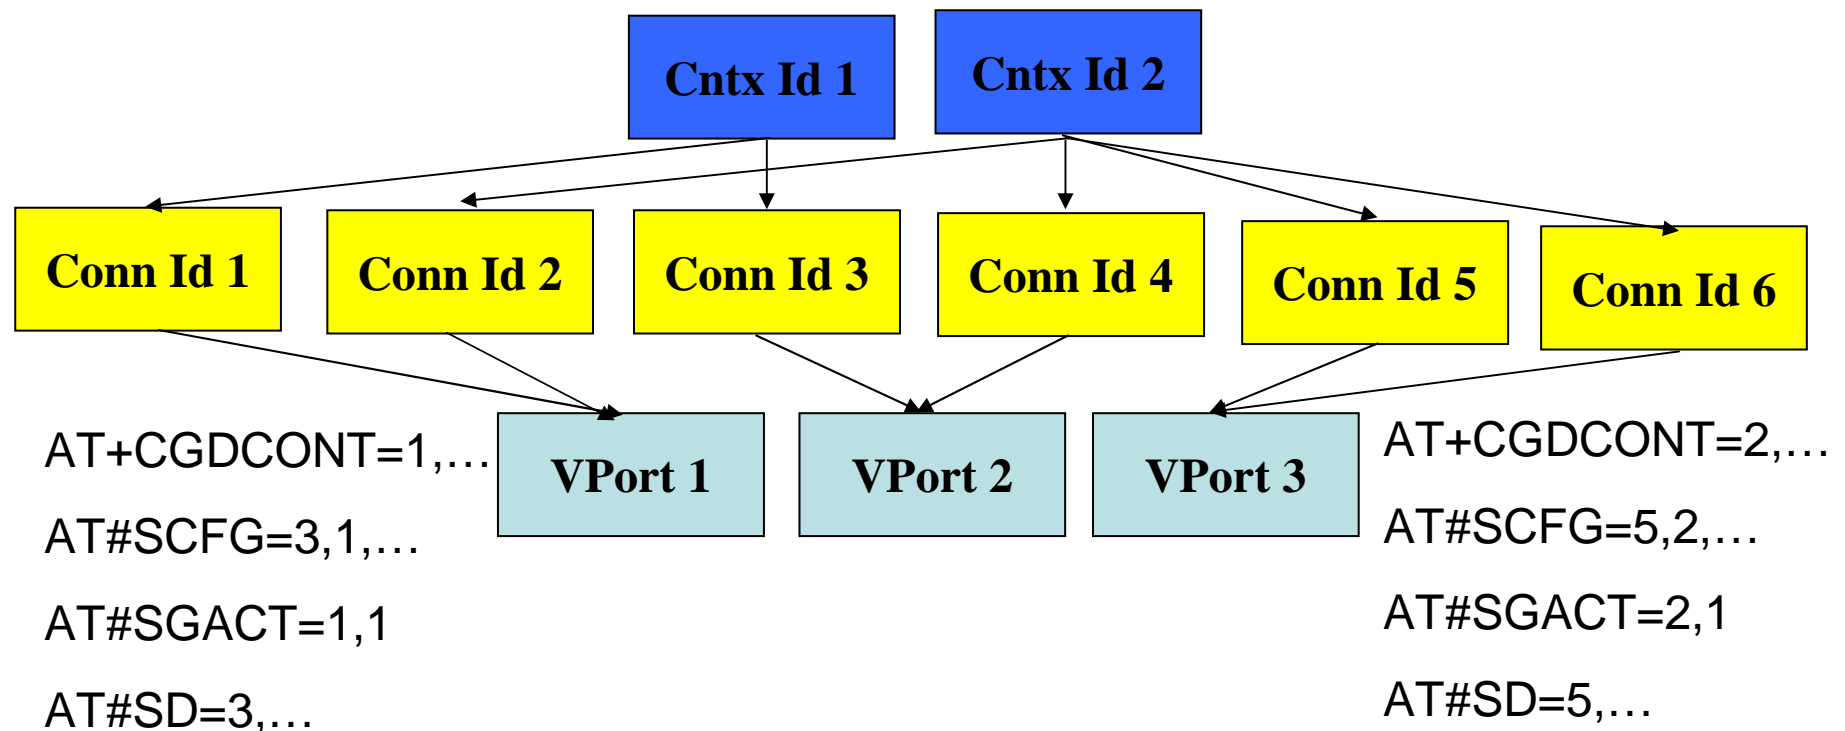 Cntx Id 1
Cntx Id 2
Conn Id 1
Conn Id 2
Conn Id 3
Conn Id 4
Conn Id 5
Conn Id 6
VPort 1
VPort 2
VPort 3
AT+CGDCONT=1,…
AT#SCFG=3,1,…
AT#SGACT=1,1
AT#SD=3,…
AT+CGDCONT=2,…
AT#SCFG=5,2,…
AT#SGACT=2,1
AT#SD=5,…